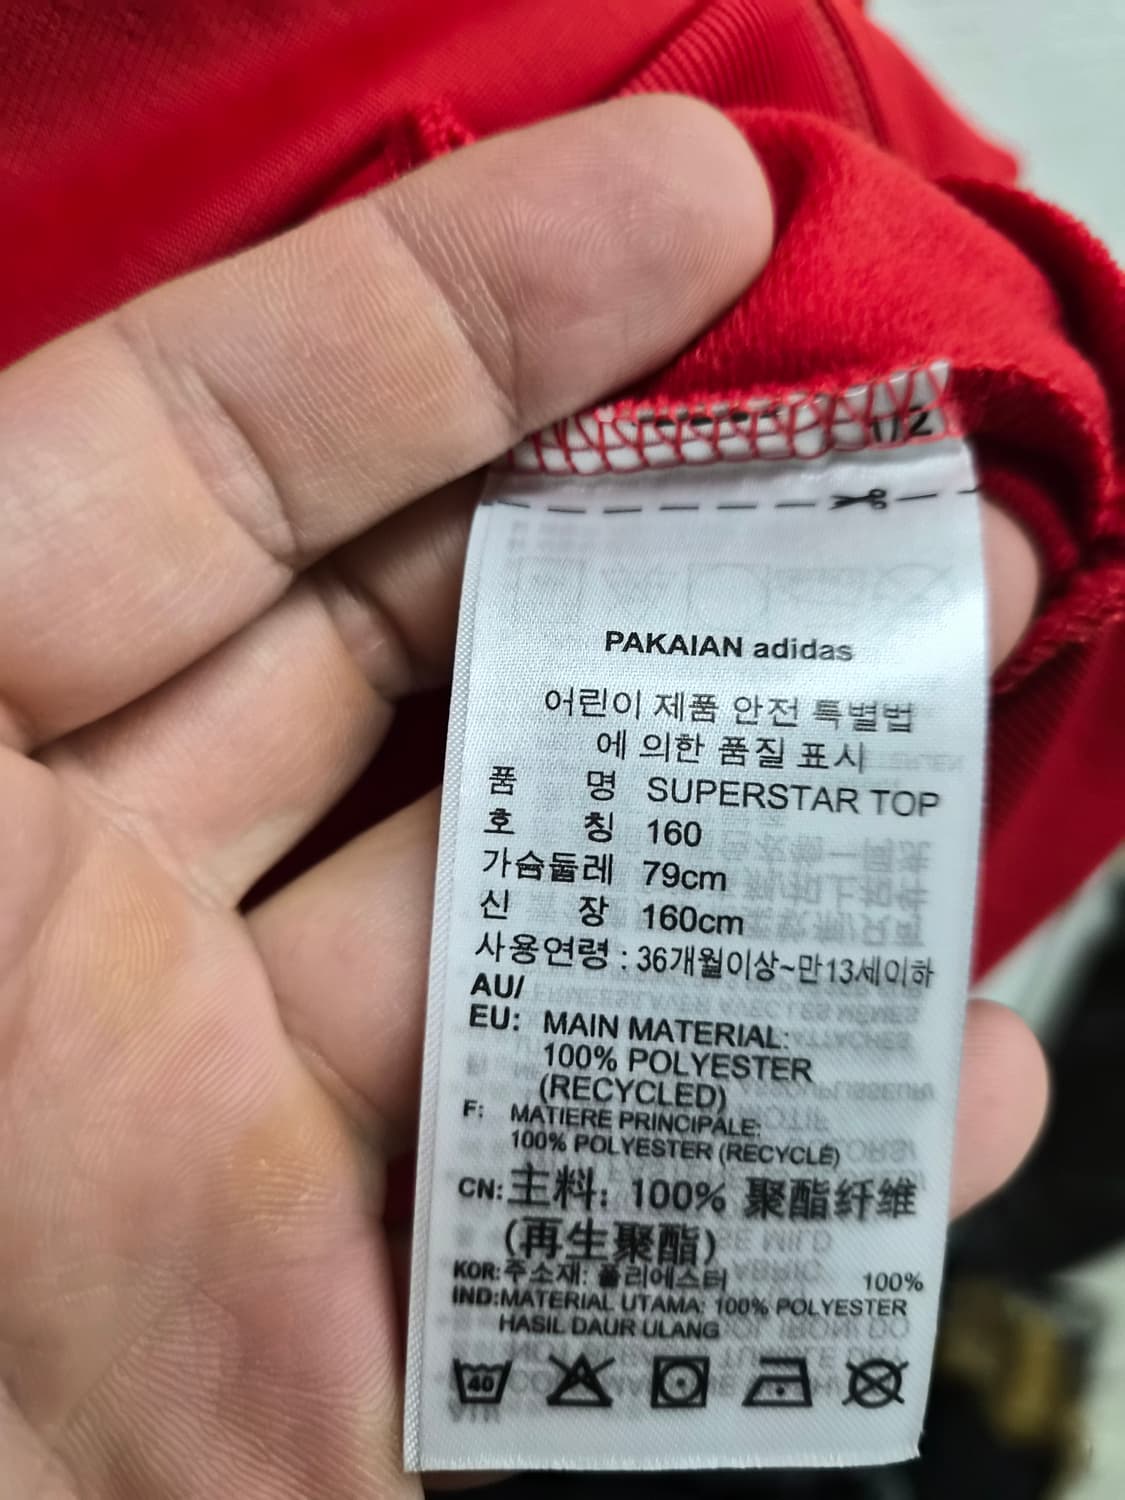 1/2
PAKAIAN adidas
어린이 제품 안전 특별법
에 의한 품질 표시
품 명 SUPERSTAR TOP
호 칭 160
가슴둘레 79cm
신 장 160cm
사용연령 : 36개월이상~만13세이하
AU/
EU: MAIN MATERIAL:
100% POLYESTER
(RECYCLED)
F: MATIERE PRINCIPALE:
100% POLYESTER (RECYCLÉ)
CN: 主料: 100% 聚酯纤维
(再生聚酯)
KOR: 주소재: 폴리에스터 100%
IND: MATERIAL UTAMA: 100% POLYESTER
HASIL DAUR ULANG
40